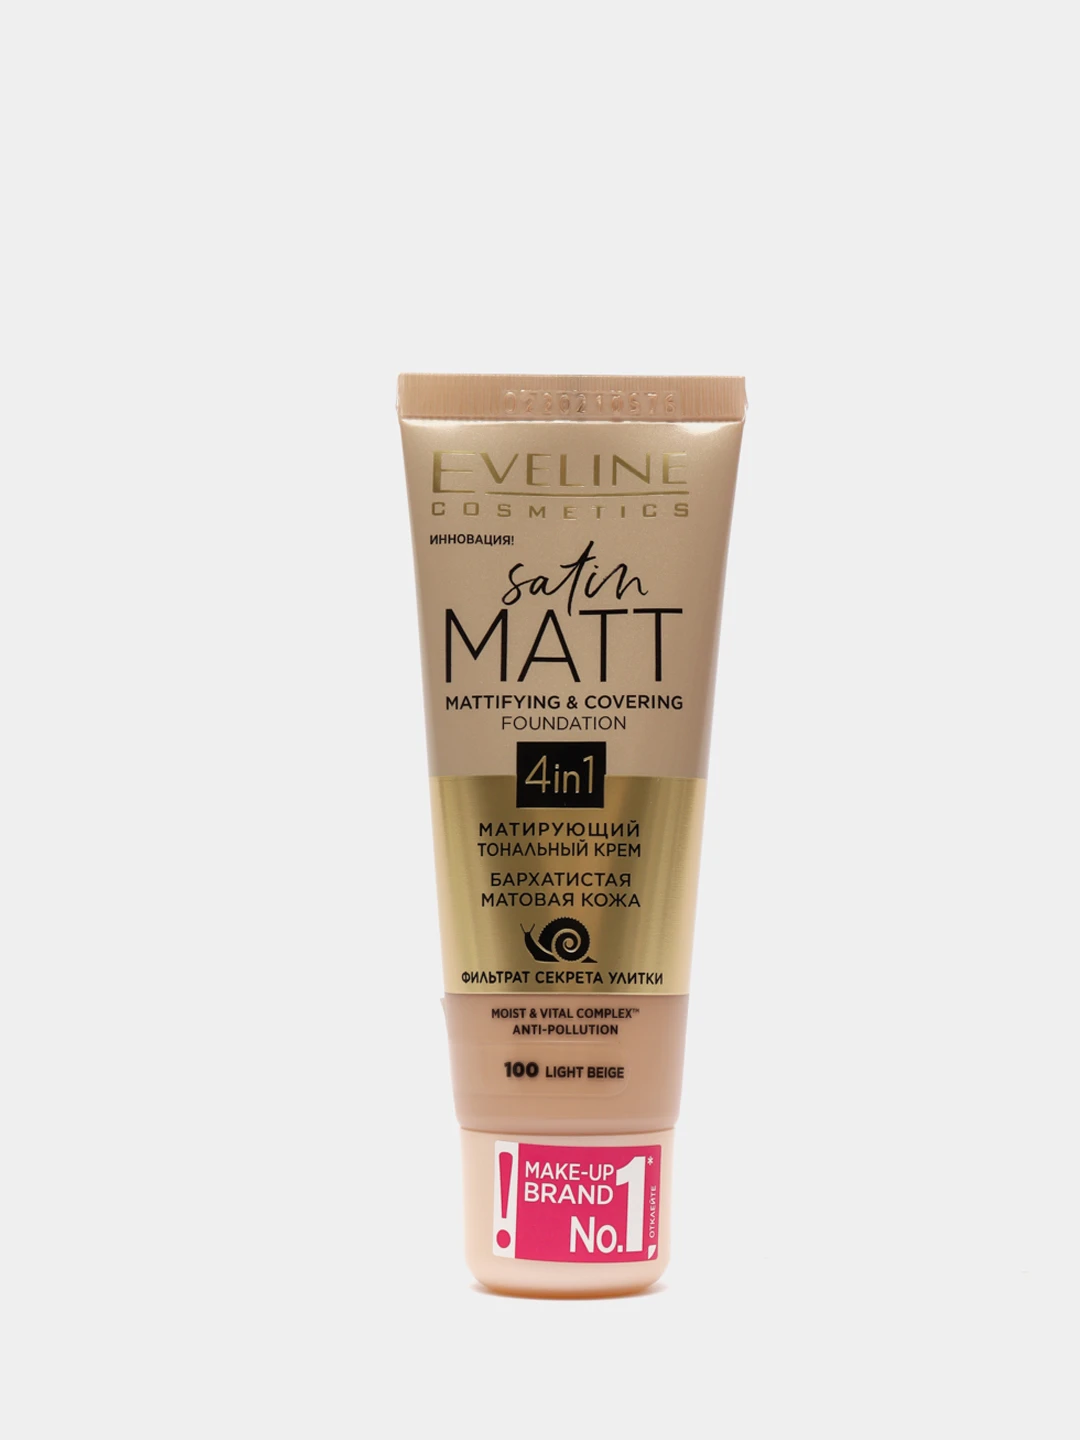 EVELINE
COSMETICS
ИННОВАЦИЯ!
satin
MATT
MATTIFYING & COVERING
FOUNDATION
4in1
МАТИРУЮЩИЙ
ТОНАЛЬНЫЙ КРЕМ
БАРХАТИСТАЯ
МАТОВАЯ КОЖА
ФИЛЬТРАТ СЕКРЕТА УЛИТКИ
MOIST & VITAL COMPLEX™
ANTI-POLLUTION
100 LIGHT BEIGE
! MAKE-UP
BRAND
No.1*
ОТКЛЕЙТЕ